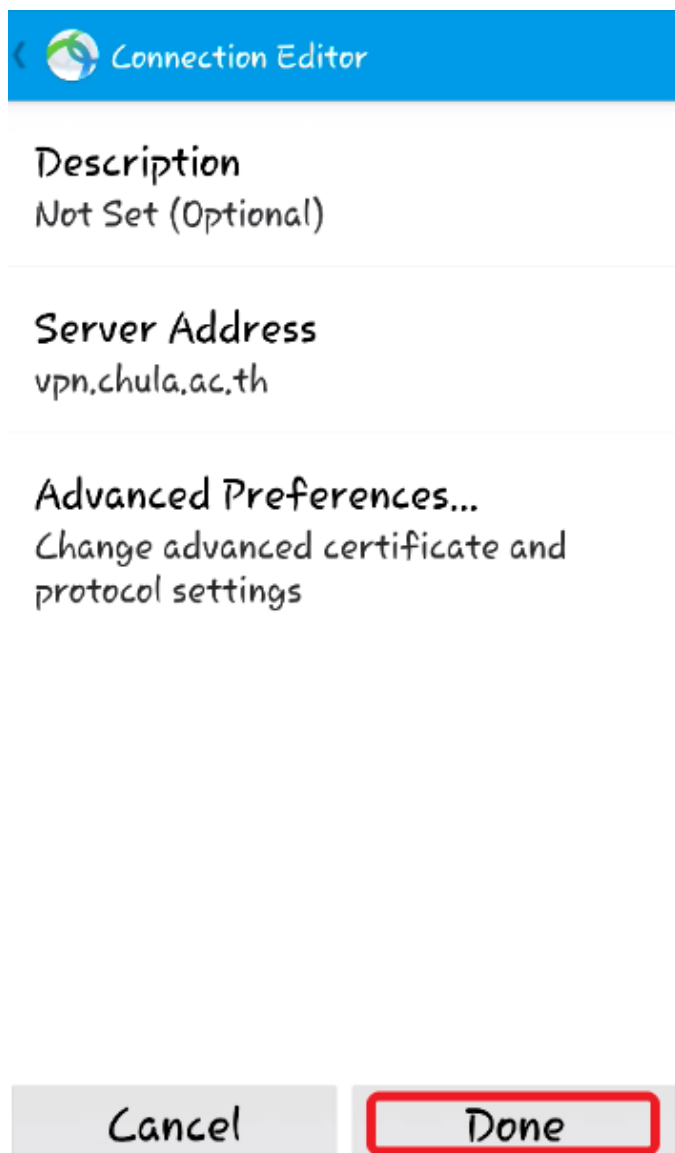 Connection Editor
Description
Not Set (Optional)
Server Address
vpn.chula.ac.th
Advanced Preferences...
Change advanced certificate and
protocol settings
Cancel
Done